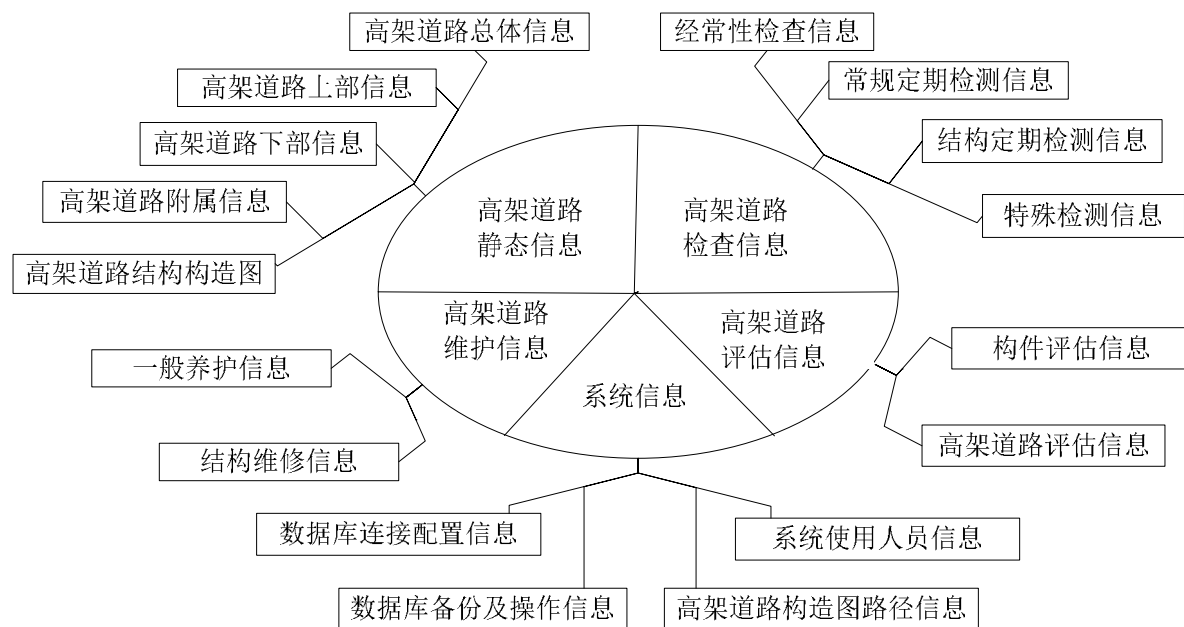 高架道路总体信息
经常性检查信息
高架道路上部信息
常规定期检测信息
高架道路下部信息
结构定期检测信息
高架道路附属信息
特殊检测信息
高架道路结构构造图
高架道路
静态信息
高架道路
检查信息
高架道路
维护信息
高架道路
评估信息
系统信息
一般养护信息
构件评估信息
结构维修信息
高架道路评估信息
数据库连接配置信息
系统使用人员信息
数据库备份及操作信息
高架道路构造图路径信息